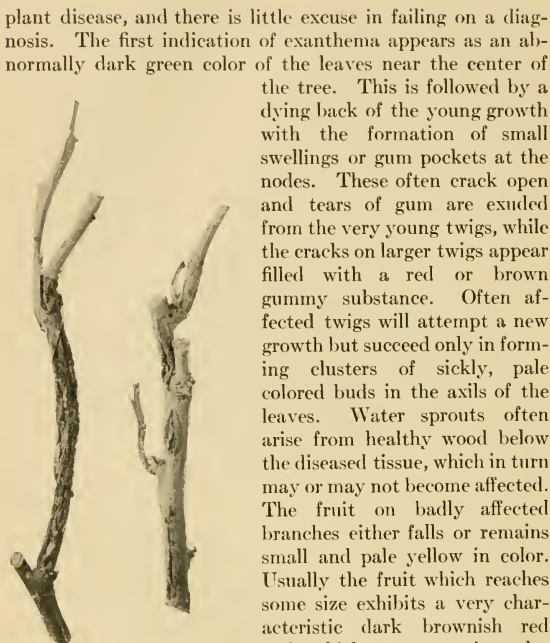 plant disease, and there is little excuse in failing on a diag-
nosis. The first indication of exanthema appears as an ab-
normally dark green color of the leaves near the center of
the tree. This is followed by a
dying back of the young growth
with the formation of small
swellings or gum pockets at the
nodes. These often crack open
and tears of gum are exuded
from the very young twigs, while
the cracks on larger twigs appear
filled with a red or brown
gummy substance. Often af-
fected twigs will attempt a new
growth but succeed only in form-
ing clusters of sickly, pale
colored buds in the axils of the
leaves. Water sprouts often
arise from healthy wood below
the diseased tissue, which in turn
may or may not become affected.
The fruit on badly affected
branches either falls or remains
small and pale yellow in color.
Usually the fruit which reaches
some size exhibits a very char-
acteristic dark brownish red